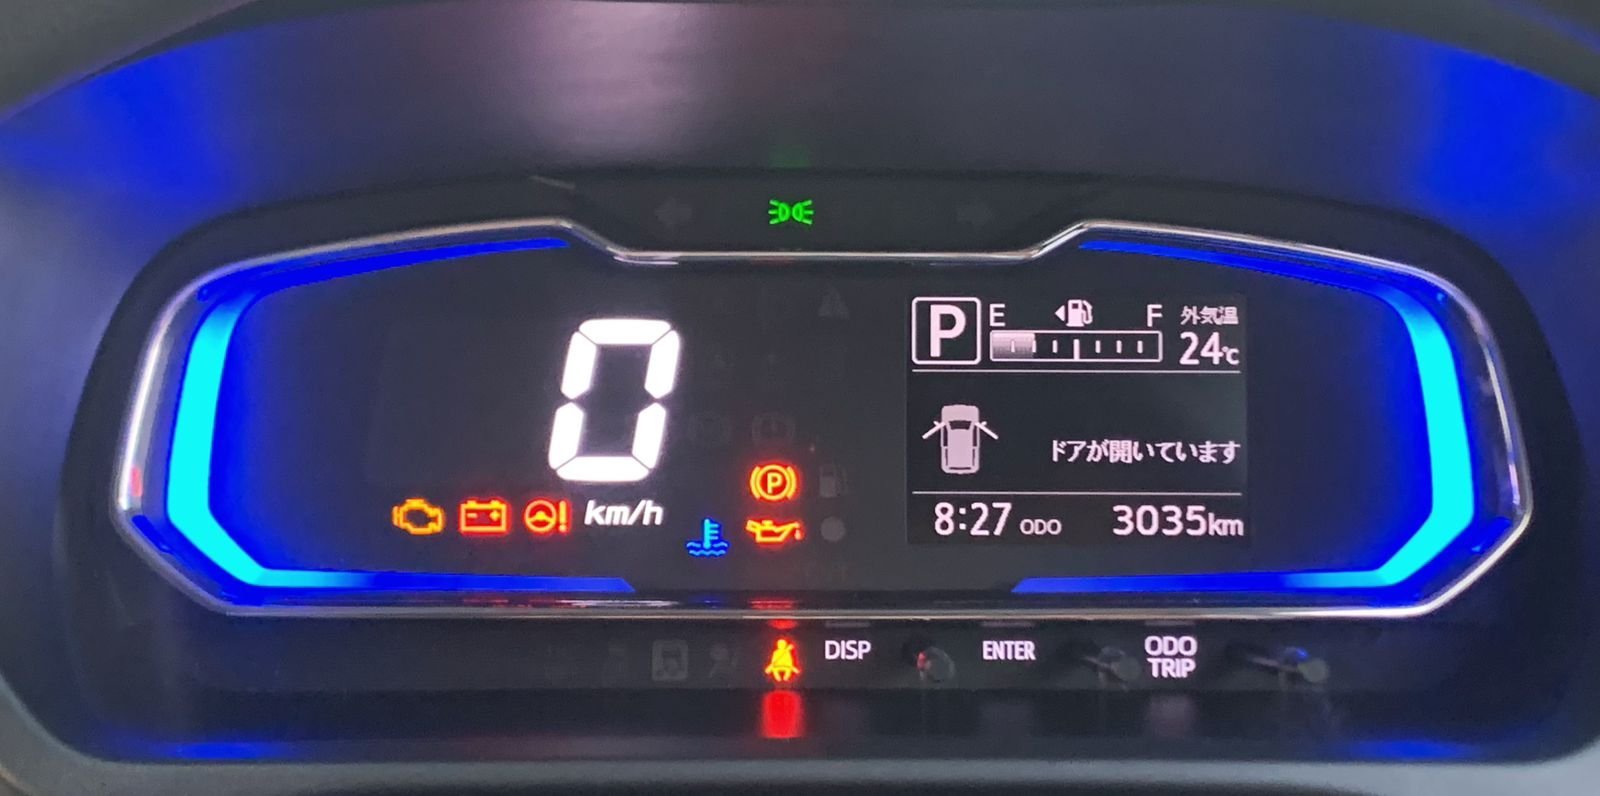 P
E F
外気温
24℃
0
km/h
P
ドアが開いています
8:27 ODO 3035km
DISP
ENTER
ODO
TRIP